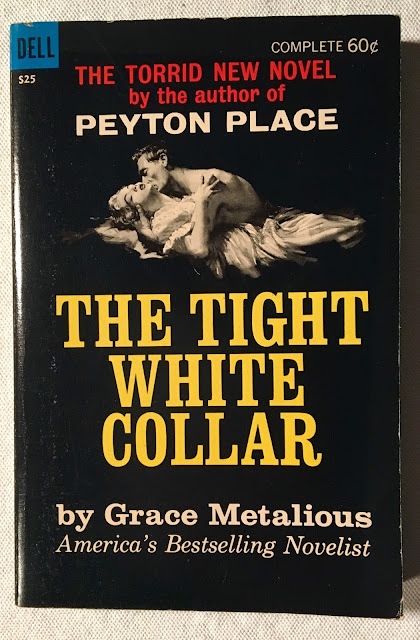 DELL
S25
COMPLETE 60¢
THE TORRID NEW NOVEL
by the author of
PEYTON PLACE
THE TIGHT
WHITE
COLLAR
by Grace Metalious
America's Bestselling Novelist